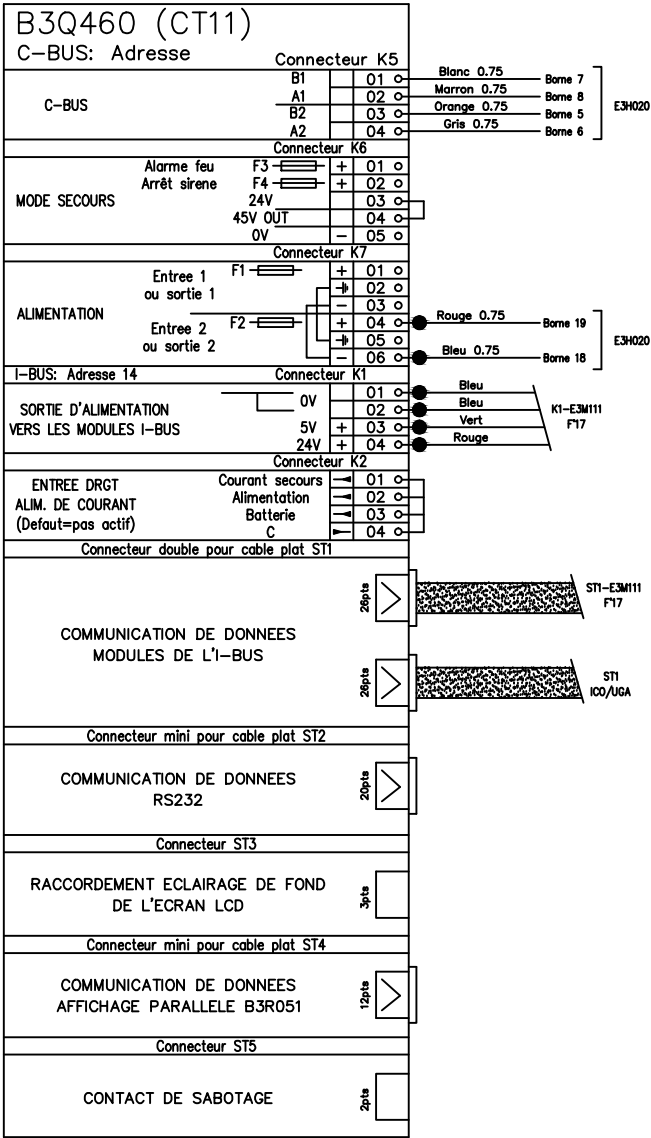 B3Q460 (CT11)
C-BUS: Adresse
Connecteur K5
C-BUS
B1 01 Blanc 0.75 Borne 7
A1 02 Marron 0.75 Borne 8
B2 03 Orange 0.75 Borne 5
A2 04 Gris 0.75 Borne 6
E3H020
Connecteur K6
MODE SECOURS
Alarme feu F3 + 01
Arrêt sirene F4 + 02
24V 03
45V OUT 04
0V - 05
Connecteur K7
ALIMENTATION
Entree 1
ou sortie 1
F1 + 01
02
- 03
Entree 2
ou sortie 2
F2 + 04 Rouge 0.75 Borne 19
05
- 06 Bleu 0.75 Borne 18
E3H020
I-BUS: Adresse 14 Connecteur K1
SORTIE D'ALIMENTATION
VERS LES MODULES I-BUS
0V 01 Bleu
02 Bleu
5V + 03 Vert
24V + 04 Rouge
K1-E3M111
F'17
Connecteur K2
ENTREE DRGT
ALIM. DE COURANT
(Defaut=pas actif)
Courant secours 01
Alimentation 02
Batterie 03
C 04
Connecteur double pour cable plat ST1
COMMUNICATION DE DONNEES
MODULES DE L'I-BUS
26pts
ST1-E3M111
F'17
26pts
ST1
ICO/UGA
Connecteur mini pour cable plat ST2
COMMUNICATION DE DONNEES
RS232
20pts
Connecteur ST3
RACCORDEMENT ECLAIRAGE DE FOND
DE L'ECRAN LCD
3pts
Connecteur mini pour cable plat ST4
COMMUNICATION DE DONNEES
AFFICHAGE PARALLELE B3R051
12pts
Connecteur ST5
CONTACT DE SABOTAGE
2pts